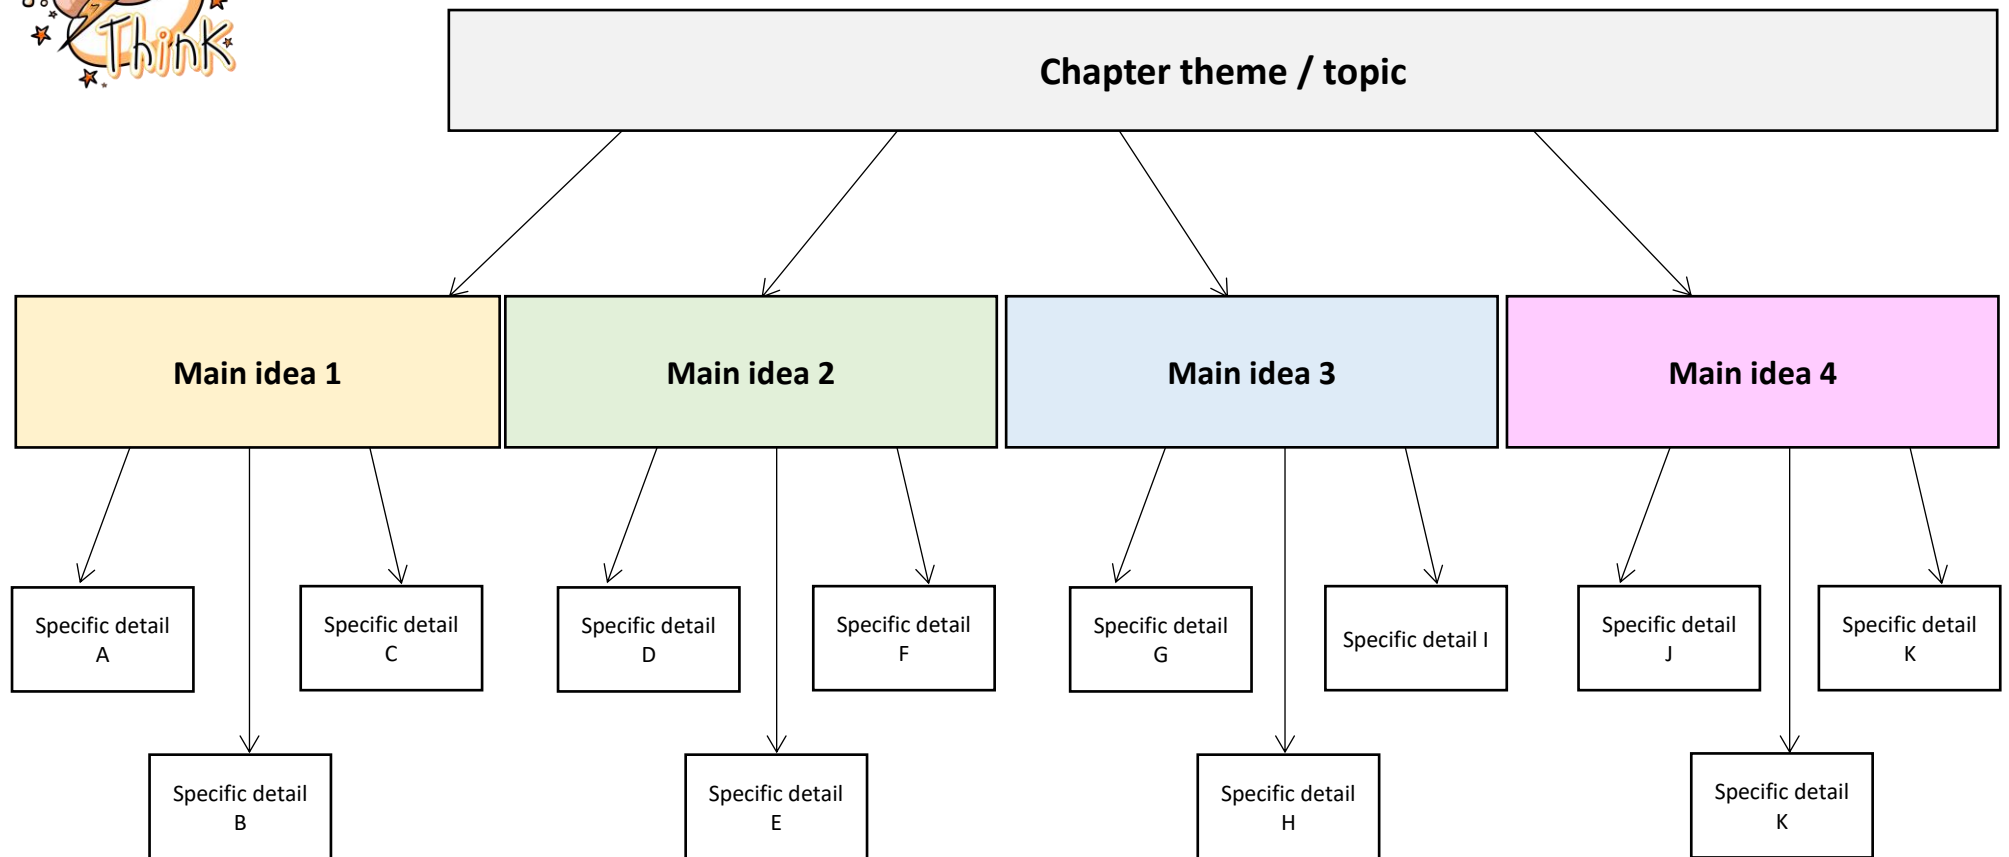 Think
Chapter theme / topic
Main idea 1
Main idea 2
Main idea 3
Main idea 4
Specific detail
A
Specific detail
C
Specific detail
D
Specific detail
F
Specific detail
G
Specific detail I
Specific detail
J
Specific detail
K
Specific detail
B
Specific detail
E
Specific detail
H
Specific detail
K